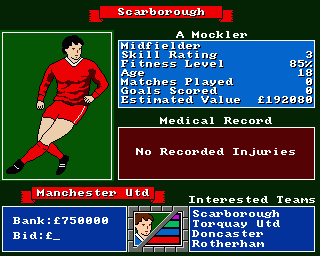 Scarborough
A Mockler
Midfielder
Skill Rating 3
Fitness Level 85%
Age 18
Matches Played 0
Goals Scored 0
Estimated Value £192080
Medical Record
No Recorded Injuries
Manchester Utd
Bank:£750000
Bid:£_
Interested Teams
Scarborough
Torquay Utd
Doncaster
Rotherham